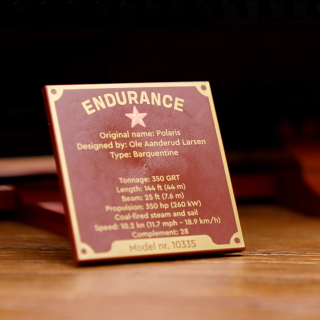 ENDURANCE
Original name: Polaris
Designed by: Ole Aanderud Larsen
Type: Barquentine
Tonnage: 350 GRT
Length: 144 ft (44 m)
Beam: 25 ft (7.6 m)
Propulsion: 350 hp (260 kW)
Coal-fired steam and sail
Speed: 10.2 kn (11.7 mph - 18.9 km/h)
Complement: 28
Model nr. 10335